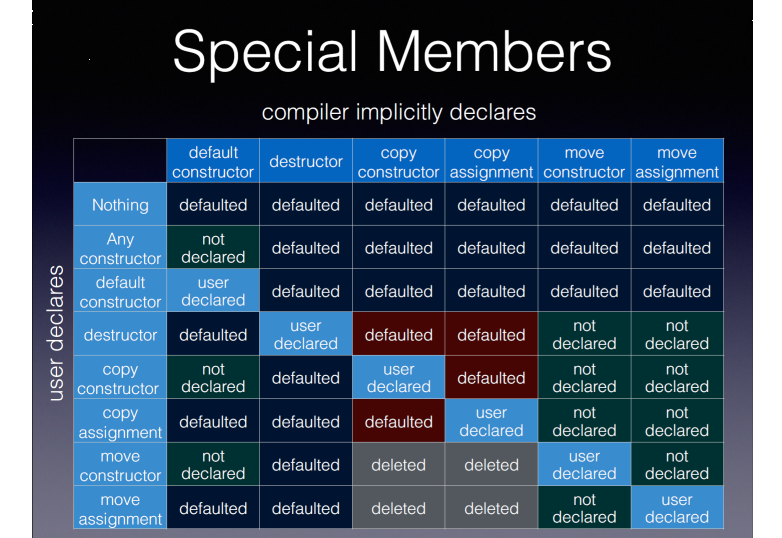 Special Members
compiler implicitly declares
user declares
default constructor destructor copy constructor copy assignment move constructor move assignment
Nothing defaulted defaulted defaulted defaulted defaulted defaulted
Any constructor not declared defaulted defaulted defaulted defaulted defaulted
default constructor user declared defaulted defaulted defaulted defaulted defaulted
destructor defaulted user declared defaulted defaulted not declared not declared
copy constructor not declared defaulted user declared defaulted not declared not declared
copy assignment defaulted defaulted defaulted user declared not declared not declared
move constructor not declared defaulted deleted deleted user declared not declared
move assignment defaulted defaulted deleted deleted not declared user declared